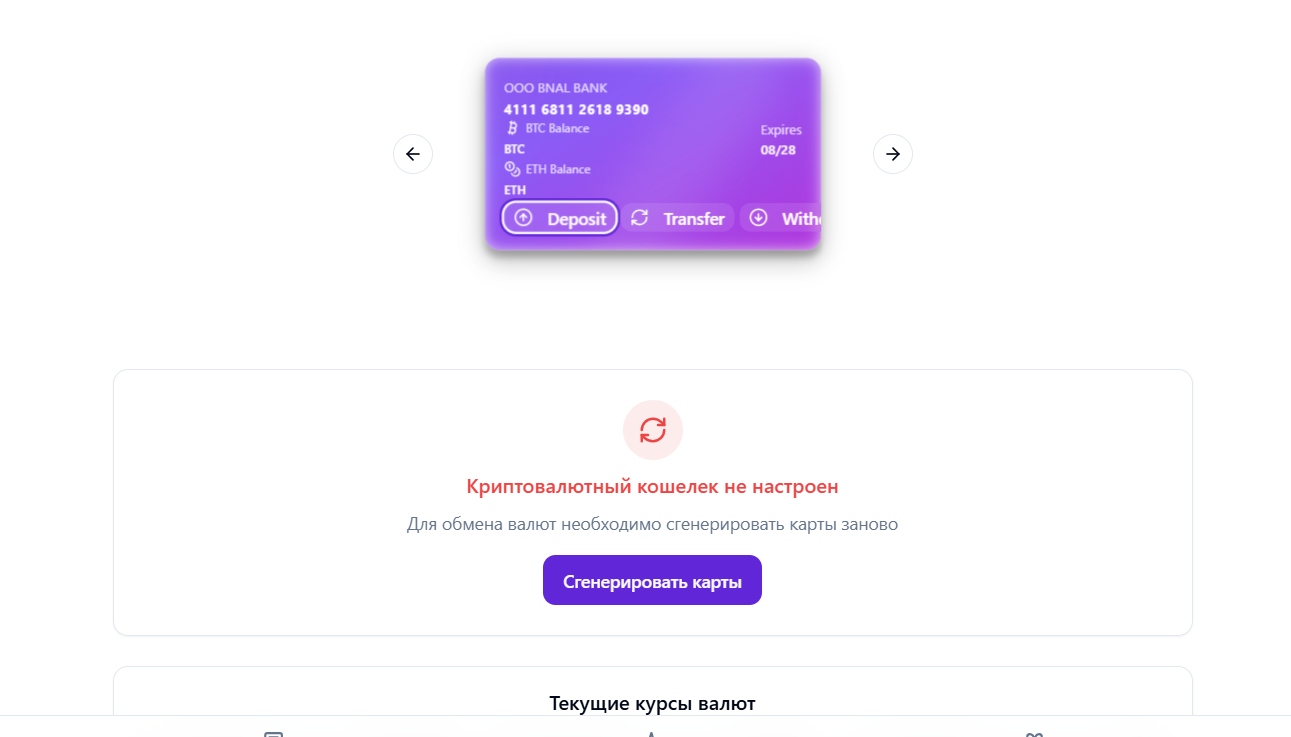 OOO BNAL BANK
4111 6811 2618 9390
BTC Balance
Expires
BTC
08/28
ETH Balance
ETH
Deposit
Transfer
Withd
Криптовалютный кошелек не настроен
Для обмена валют необходимо сгенерировать карты заново
Сгенерировать карты
Текущие курсы валют